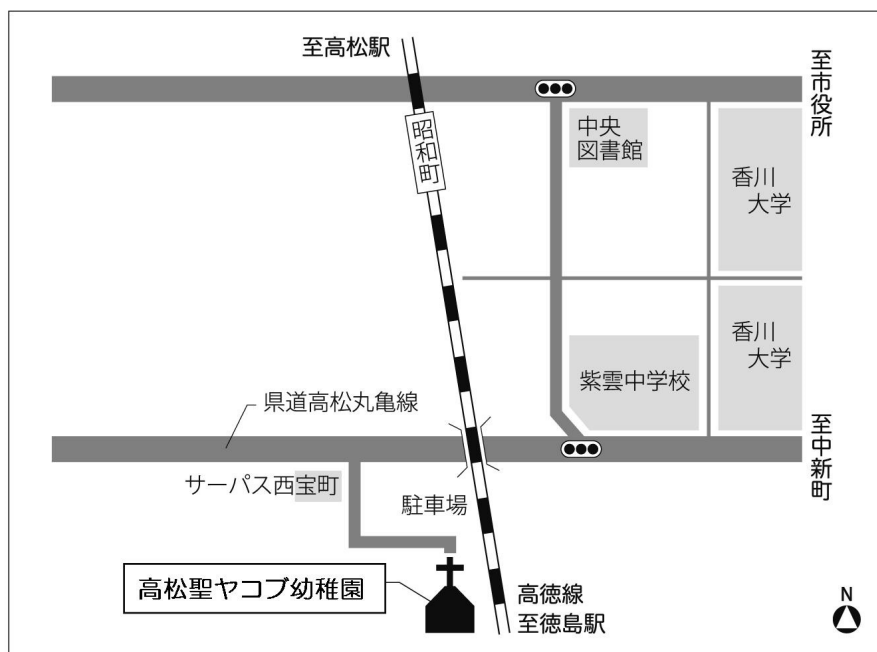 至高松駅
至市役所
昭和町
中央
図書館
香川
大学
香川
大学
紫雲中学校
県道高松丸亀線
至中新町
サーパス西宝町
駐車場
高松聖ヤコブ幼稚園
高徳線
至徳島駅
N